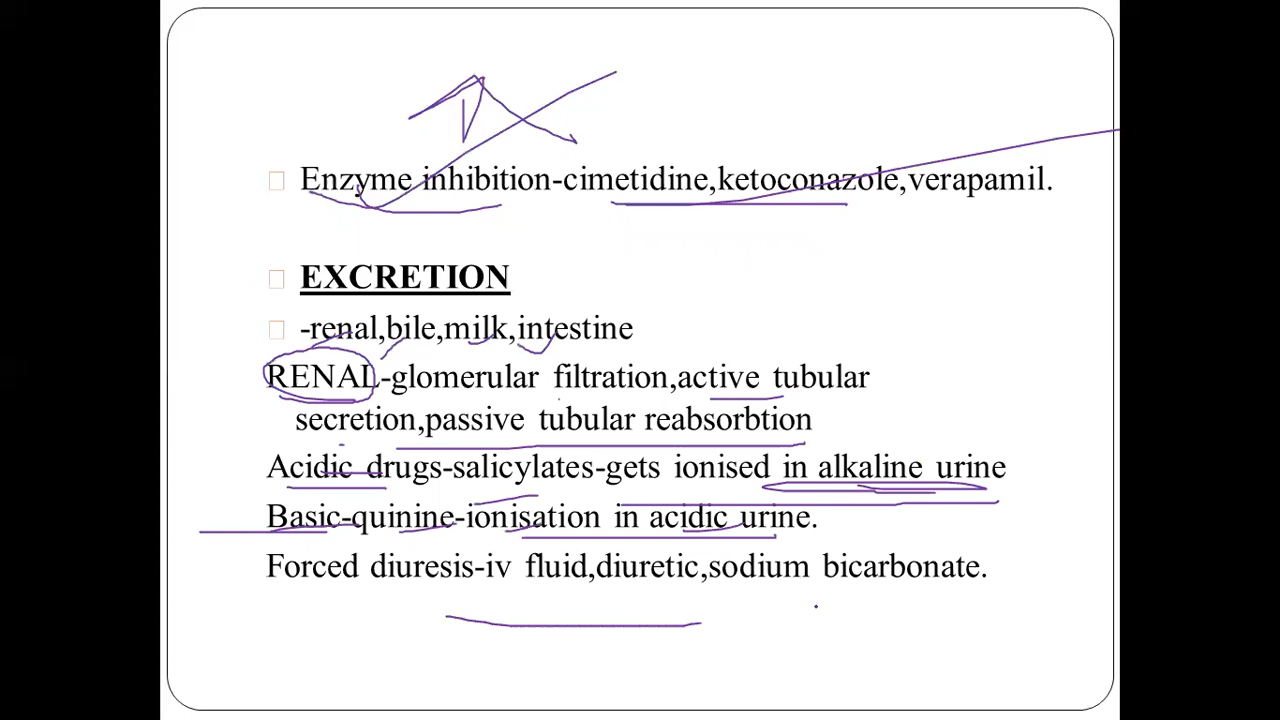 Enzyme inhibition-cimetidine,ketoconazole,verapamil.
EXCRETION
-renal,bile,milk,intestine
RENAL-glomerular filtration,active tubular
secretion,passive tubular reabsorbtion
Acidic drugs-salicylates-gets ionised in alkaline urine
Basic-quinine-ionisation in acidic urine.
Forced diuresis-iv fluid,diuretic,sodium bicarbonate.